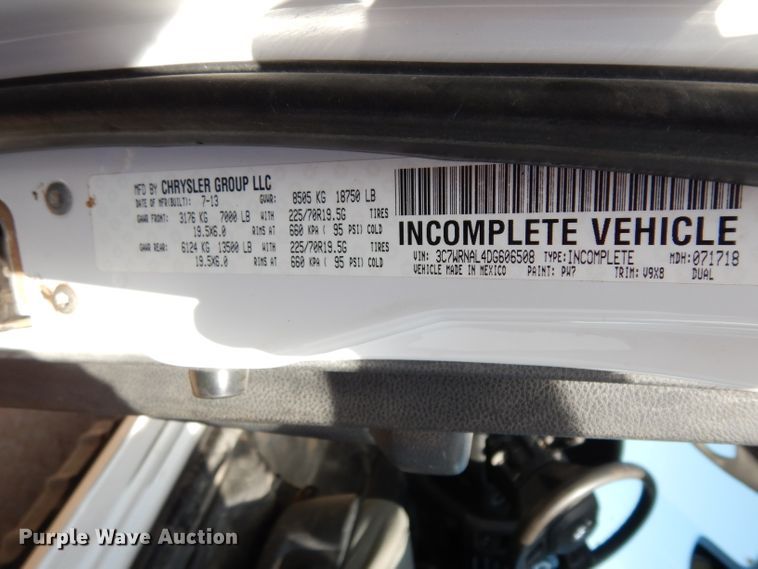 MFD BY CHRYSLER GROUP LLC
DATE OF MFR(BUILT): 7-13 GVWR: 8505 KG 18750 LB
GAWR FRONT: 3176 KG 7000 LB WITH 225/70R19.5G TIRES
19.5X6.0 RIMS AT 660 KPA ( 95 PSI) COLD
GAWR REAR: 6124 KG 13500 LB WITH 225/70R19.5G TIRES
19.5X6.0 RIMS AT 660 KPA ( 95 PSI) COLD
INCOMPLETE VEHICLE
VIN: 3C7WRNAL4DG606508 TYPE:INCOMPLETE MDH:071718
VEHICLE MADE IN MEXICO PAINT: PW7 TRIM: V9X8
DUAL
Purple Wave Auction